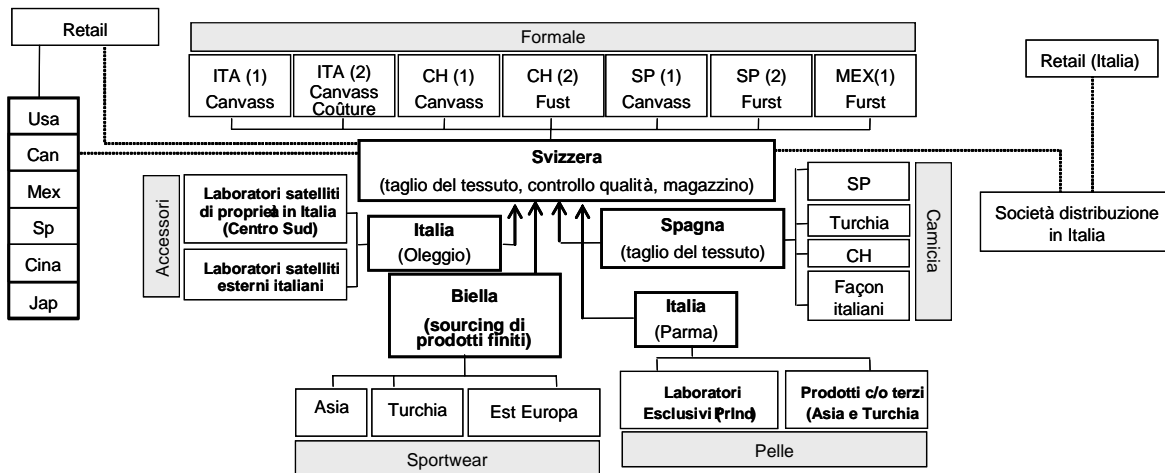 Retail
Formale
ITA (1)
Canvass
ITA (2)
Canvass
Coûture
CH (1)
Canvass
CH (2)
Fust
SP (1)
Canvass
SP (2)
Furst
MEX(1)
Furst
Retail (Italia)
Usa
Can
Mex
Sp
Cina
Jap
Svizzera
(taglio del tessuto, controllo qualità, magazzino)
Accessori
Laboratori satelliti
di proprieà in Italia
(Centro Sud)
Laboratori satelliti
esterni italiani
Italia
(Oleggio)
Spagna
(taglio del tessuto)
SP
Turchia
CH
Façon
italiani
Camicia
Società distribuzione
in Italia
Biella
(sourcing di
prodotti finiti)
Italia
(Parma)
Asia
Turchia
Est Europa
Sportwear
Laboratori
Esclusivi (PrInd)
Prodotti c/o terzi
(Asia e Turchia
Pelle